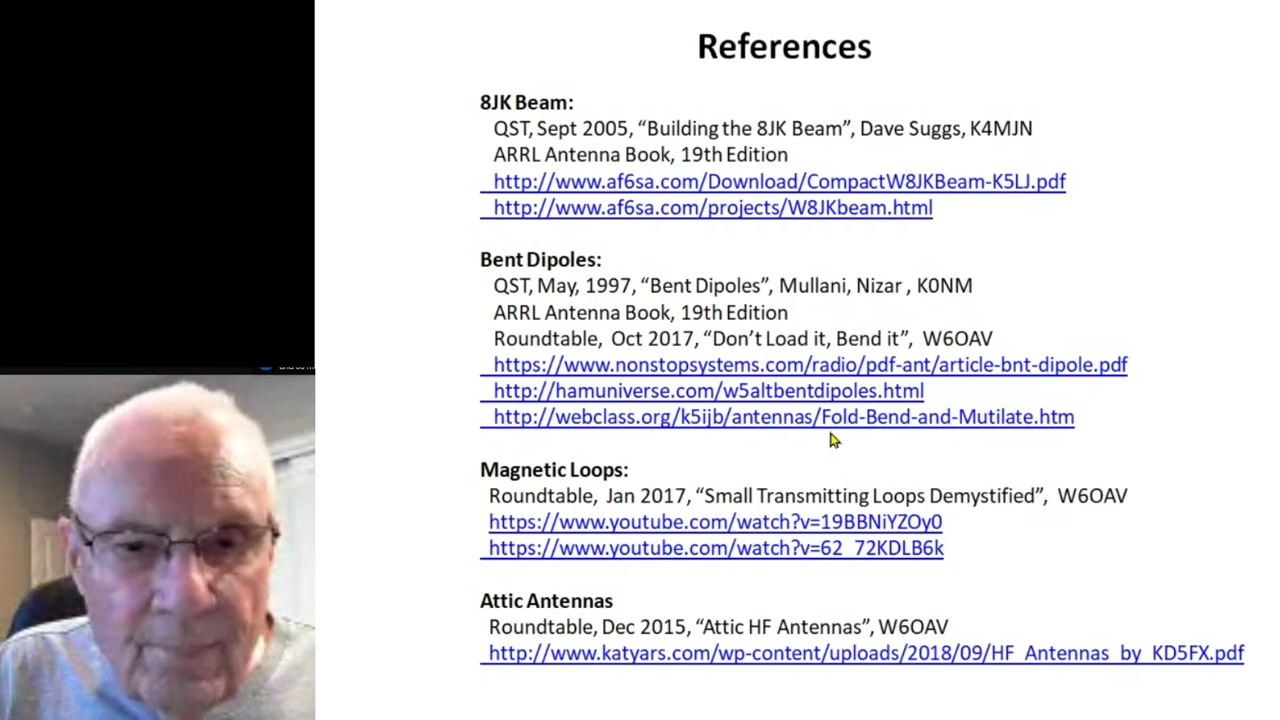 References
8JK Beam:
QST, Sept 2005, “Building the 8JK Beam”, Dave Suggs, K4MJN
ARRL Antenna Book, 19th Edition
http://www.af6sa.com/Download/CompactW8JKBeam-K5LJ.pdf
http://www.af6sa.com/projects/W8JKbeam.html
Bent Dipoles:
QST, May, 1997, “Bent Dipoles”, Mullani, Nizar , K0NM
ARRL Antenna Book, 19th Edition
Roundtable, Oct 2017, “Don’t Load it, Bend it”, W6OAV
https://www.nonstopsystems.com/radio/pdf-ant/article-bnt-dipole.pdf
http://hamuniverse.com/w5altbentdipoles.html
http://webclass.org/k5ijb/antennas/Fold-Bend-and-Mutilate.htm
Magnetic Loops:
Roundtable, Jan 2017, “Small Transmitting Loops Demystified”, W6OAV
https://www.youtube.com/watch?v=19BBNiYZOy0
https://www.youtube.com/watch?v=62_72KDLB6k
Attic Antennas
Roundtable, Dec 2015, “Attic HF Antennas”, W6OAV
http://www.katyars.com/wp-content/uploads/2018/09/HF_Antennas_by_KD5FX.pdf